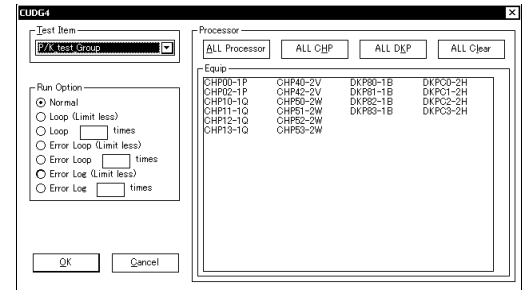 CUDG4
Test Item
P/K_test_Group
Run Option
Normal
Loop (Limit less)
Loop times
Error Loop (Limit less)
Error Loop times
Error Log (Limit less)
Error Log times
OK Cancel
Processor
ALL Processor ALL CHP ALL DKP ALL Clear
Equip
CHP00-1P CHP40-2V DKP80-1B DKPC0-2H
CHP02-1P CHP42-2V DKP81-1B DKPC1-2H
CHP10-1Q CHP50-2W DKP82-1B DKPC2-2H
CHP11-1Q CHP51-2W DKP83-1B DKPC3-2H
CHP12-1Q CHP52-2W
CHP13-1Q CHP53-2W